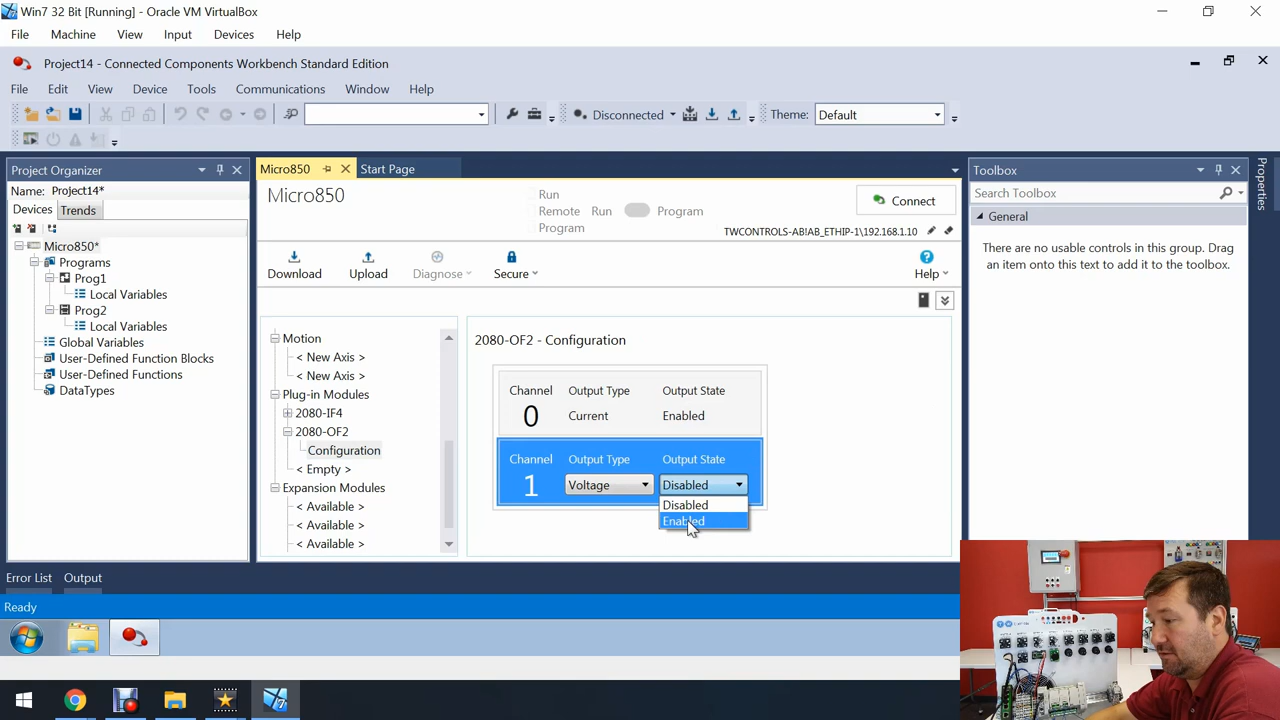 Win7 32 Bit [Running] - Oracle VM VirtualBox
File Machine View Input Devices Help
Project14 - Connected Components Workbench Standard Edition
File Edit View Device Tools Communications Window Help
Disconnected Theme: Default
Project Organizer
Name: Project14*
Devices Trends
Micro850*
Programs
Prog1
Local Variables
Prog2
Local Variables
Global Variables
User-Defined Function Blocks
User-Defined Functions
DataTypes
Micro850 Start Page
Micro850
Run
Remote Run Program
Program
Connect
TWCONTROLS-AB!AB_ETHIP-1\192.168.1.10
Download Upload Diagnose Secure Help
Motion
< New Axis >
< New Axis >
Plug-in Modules
2080-IF4
2080-OF2
Configuration
< Empty >
Expansion Modules
< Available >
< Available >
< Available >
2080-OF2 - Configuration
Channel Output Type Output State
0 Current Enabled
Channel Output Type Output State
1 Voltage Disabled
Disabled
Enabled
Toolbox
Search Toolbox
General
There are no usable controls in this group. Drag
an item onto this text to add it to the toolbox.
Properties
Error List Output
Ready